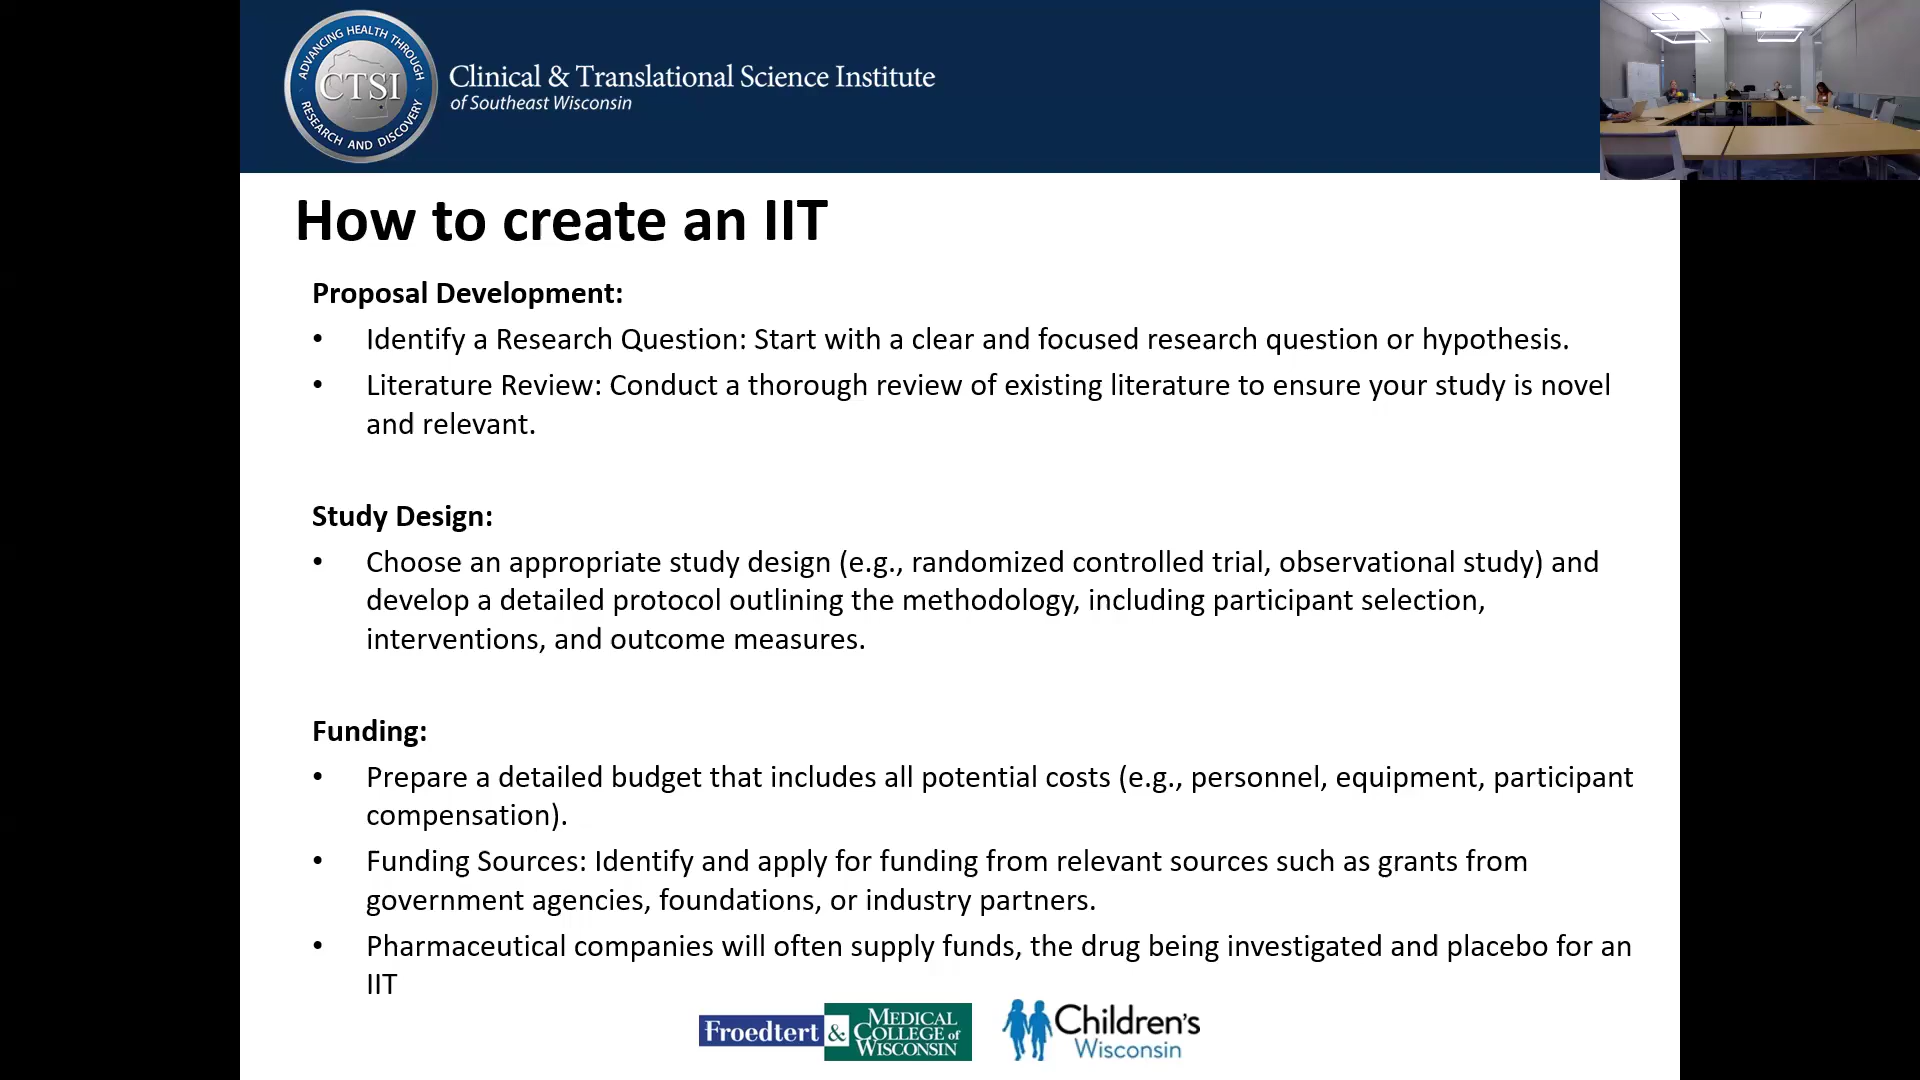 ADVANCING HEALTH THROUGH
CTSI
RESEARCH AND DISCOVERY
Clinical & Translational Science Institute
of Southeast Wisconsin
How to create an IIT
Proposal Development:
• Identify a Research Question: Start with a clear and focused research question or hypothesis.
• Literature Review: Conduct a thorough review of existing literature to ensure your study is novel
and relevant.
Study Design:
• Choose an appropriate study design (e.g., randomized controlled trial, observational study) and
develop a detailed protocol outlining the methodology, including participant selection,
interventions, and outcome measures.
Funding:
• Prepare a detailed budget that includes all potential costs (e.g., personnel, equipment, participant
compensation).
• Funding Sources: Identify and apply for funding from relevant sources such as grants from
government agencies, foundations, or industry partners.
• Pharmaceutical companies will often supply funds, the drug being investigated and placebo for an
IIT
Froedtert &
MEDICAL
COLLEGE of
WISCONSIN
Children's
Wisconsin